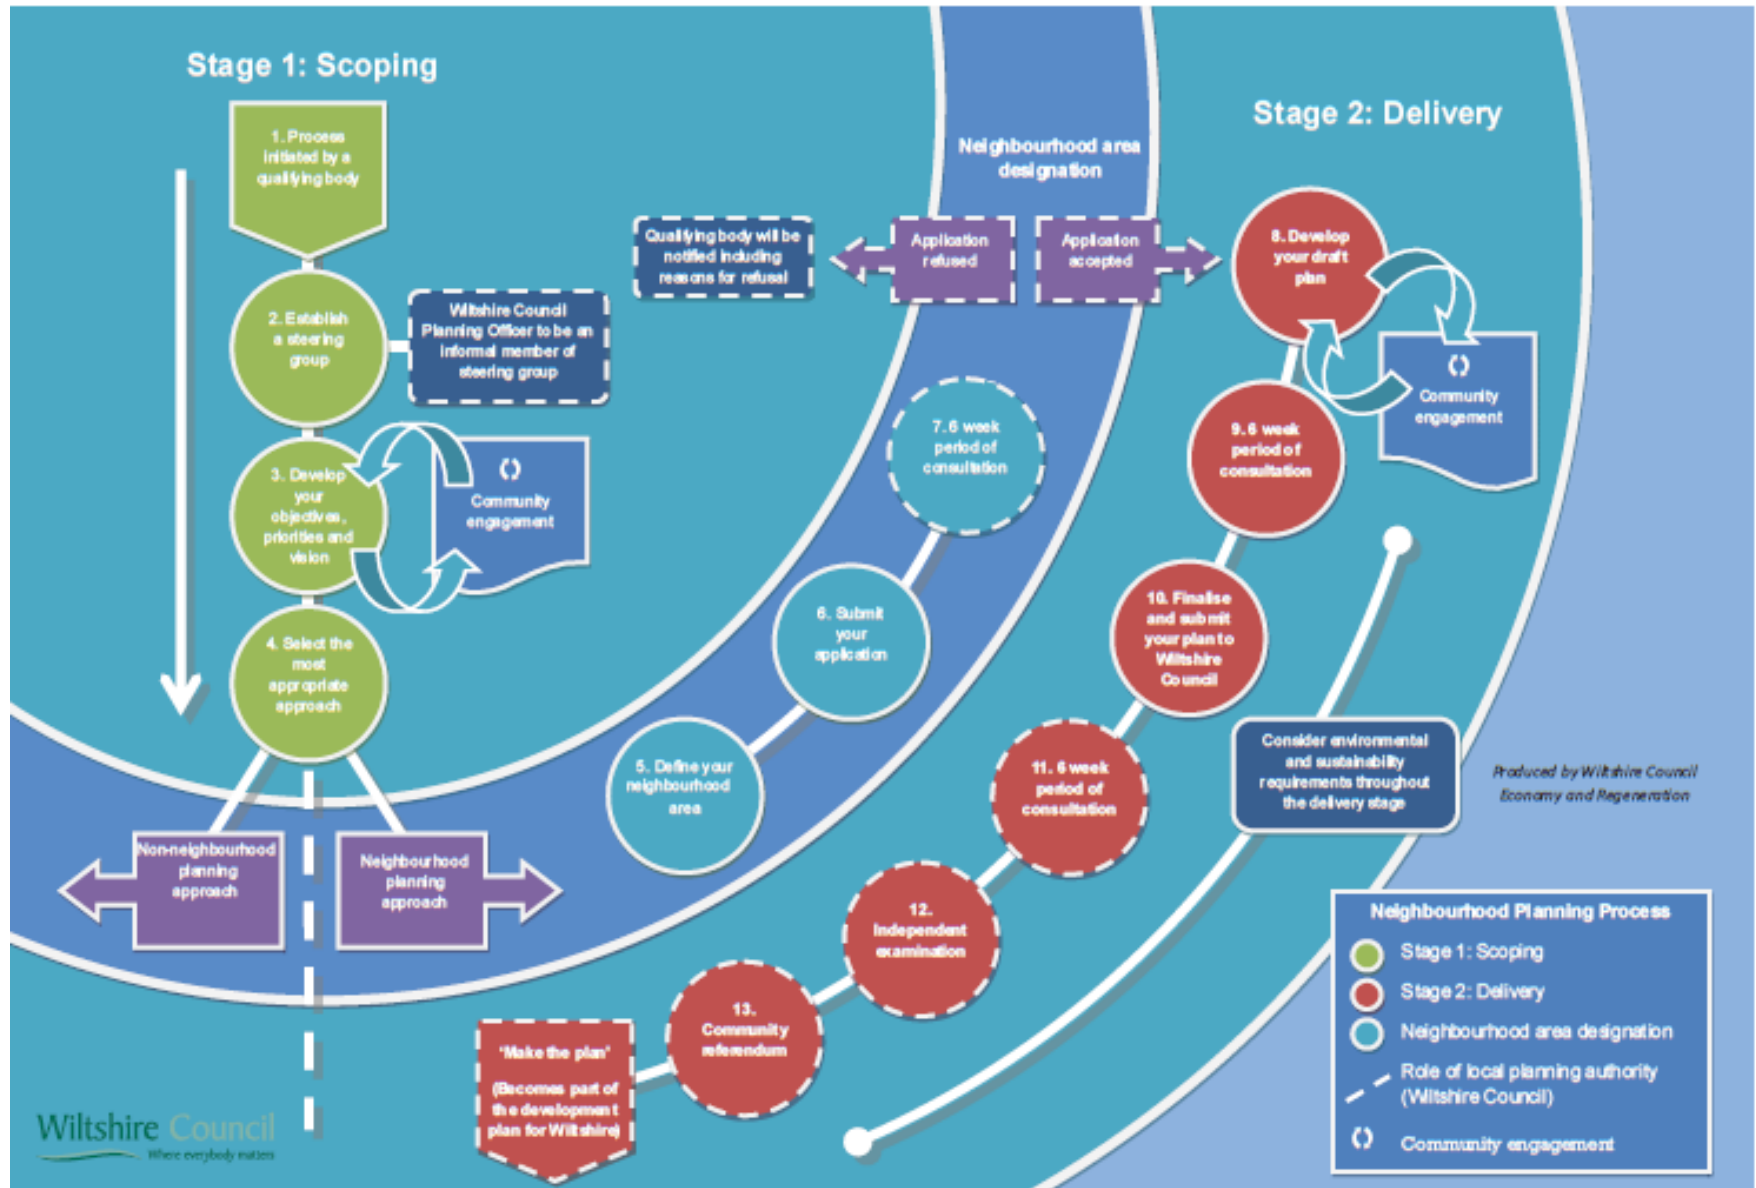 Stage 1: Scoping
1. Process
initiated by a
qualifying body
2. Establish
a steering
group
Wiltshire Council
Planning Officer to be an
informal member of
steering group
3. Develop
your
objectives,
priorities and
vision
Community
engagement
4. Select the
most
appropriate
approach
Non-neighbourhood
planning
approach
Neighbourhood
planning
approach
Neighbourhood area
designation
Qualifying body will be
notified including
reasons for refusal
Application
refused
Application
accepted
5. Define your
neighbourhood
area
6. Submit
your
application
7. 6 week
period of
consultation
Stage 2: Delivery
8. Develop
your draft
plan
Community
engagement
9. 6 week
period of
consultation
10. Finalise
and submit
your plan to
Wiltshire
Council
11. 6 week
period of
consultation
12.
Independent
examination
13.
Community
referendum
'Make the plan'
(Becomes part of
the development
plan for Wiltshire)
Consider environmental
and sustainability
requirements throughout
the delivery stage
Produced by Wiltshire Council
Economy and Regeneration
Neighbourhood Planning Process
Stage 1: Scoping
Stage 2: Delivery
Neighbourhood area designation
Role of local planning authority
(Wiltshire Council)
Community engagement
Wiltshire Council
Where everybody matters